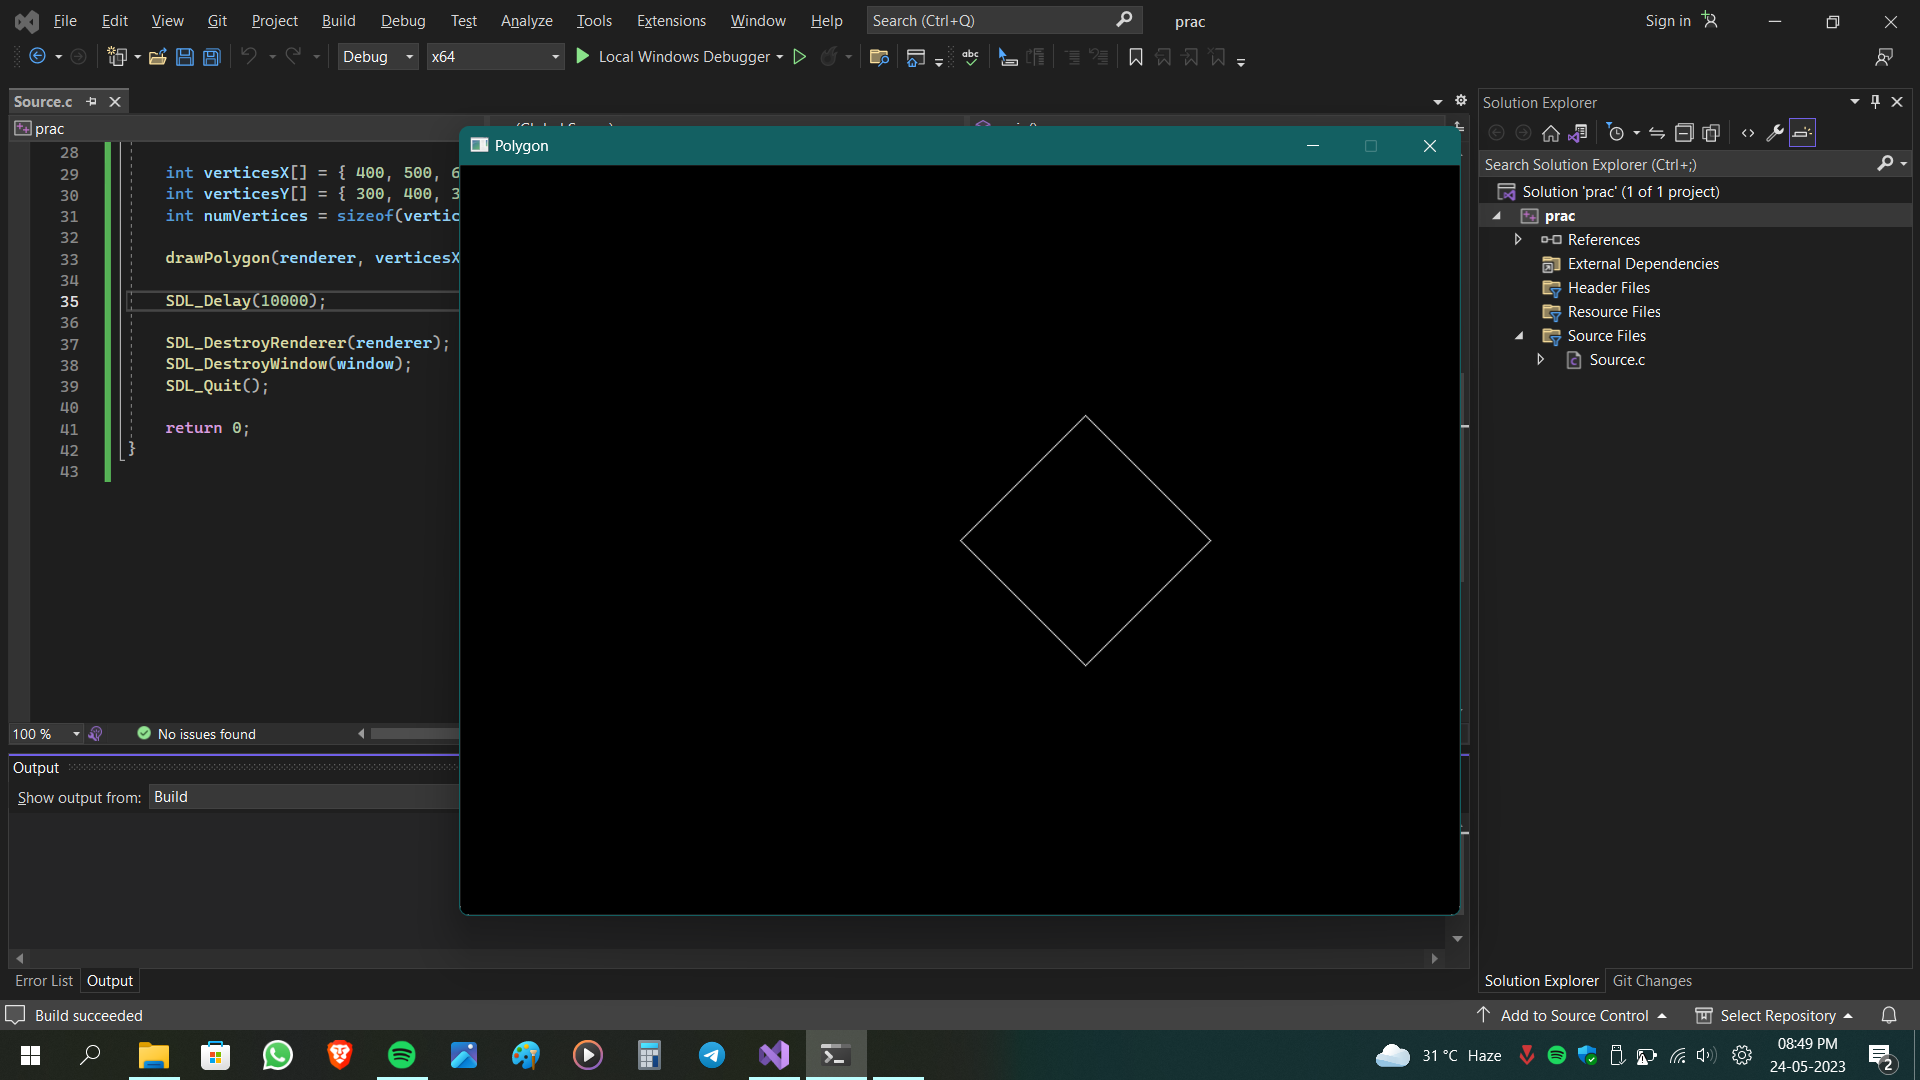 File Edit View Git Project Build Debug Test Analyze Tools Extensions Window Help Search (Ctrl+Q) prac Sign in
Debug x64 Local Windows Debugger
Source.c
prac
Polygon
28
29 int verticesX[] = { 400, 500, 6
30 int verticesY[] = { 300, 400, 3
31 int numVertices = sizeof(vertic
32
33 drawPolygon(renderer, verticesX
34
35 SDL_Delay(10000);
36
37 SDL_DestroyRenderer(renderer);
38 SDL_DestroyWindow(window);
39 SDL_Quit();
40
41 return 0;
42 }
43
100 % No issues found
Output
Show output from: Build
Error List Output
Solution Explorer
Search Solution Explorer (Ctrl+;)
Solution 'prac' (1 of 1 project)
prac
References
External Dependencies
Header Files
Resource Files
Source Files
Source.c
Solution Explorer Git Changes
Build succeeded Add to Source Control Select Repository
31 °C Haze 08:49 PM
24-05-2023 2